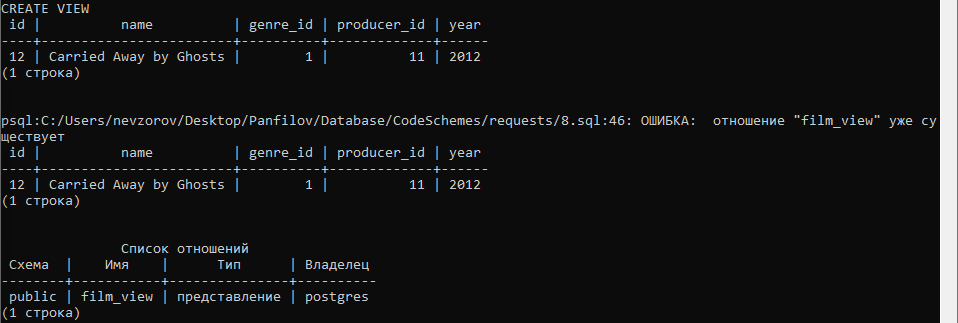 CREATE VIEW
 id |          name           | genre_id | producer_id | year
----+-------------------------+----------+-------------+------
 12 | Carried Away by Ghosts |        1 |          11 | 2012
(1 строка)
psql:C:/Users/nevzorov/Desktop/Panfilov/Database/CodeSchemes/requests/8.sql:46: ОШИБКА:  отношение "film_view" уже су
ществует
 id |          name           | genre_id | producer_id | year
----+-------------------------+----------+-------------+------
 12 | Carried Away by Ghosts |        1 |          11 | 2012
(1 строка)
               Список отношений
 Схема  |    Имя    |      Тип      | Владелец
--------+-----------+---------------+----------
 public | film_view | представление | postgres
(1 строка)